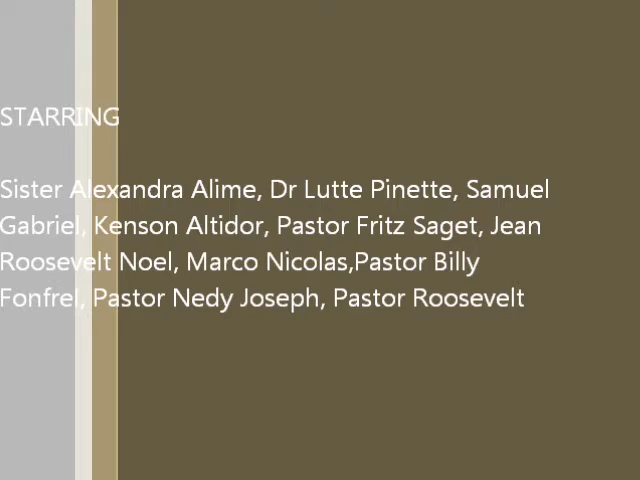 STARRING
Sister Alexandra Alime, Dr Lutte Pinette, Samuel
Gabriel, Kenson Altidor, Pastor Fritz Saget, Jean
Roosevelt Noel, Marco Nicolas,Pastor Billy
Fonfrel, Pastor Nedy Joseph, Pastor Roosevelt